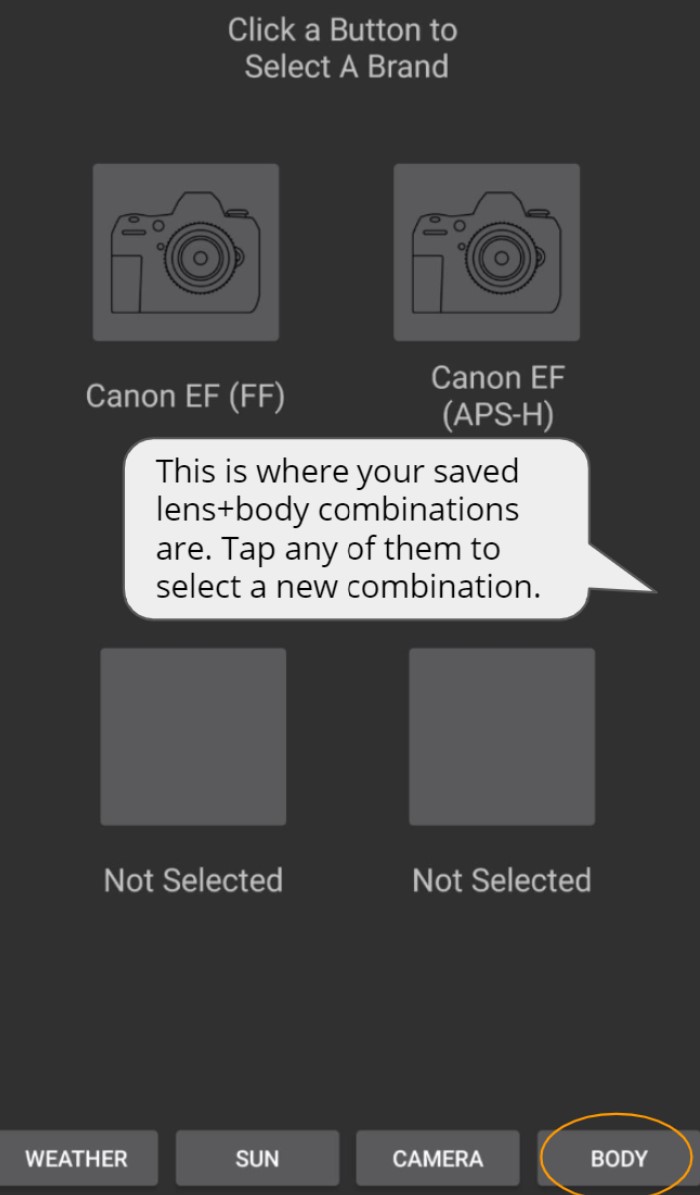 Click a Button to
Select A Brand
Canon EF (FF)
Canon EF
(APS-H)
This is where your saved
lens+body combinations
are. Tap any of them to
select a new combination.
Not Selected
Not Selected
WEATHER
SUN
CAMERA
BODY